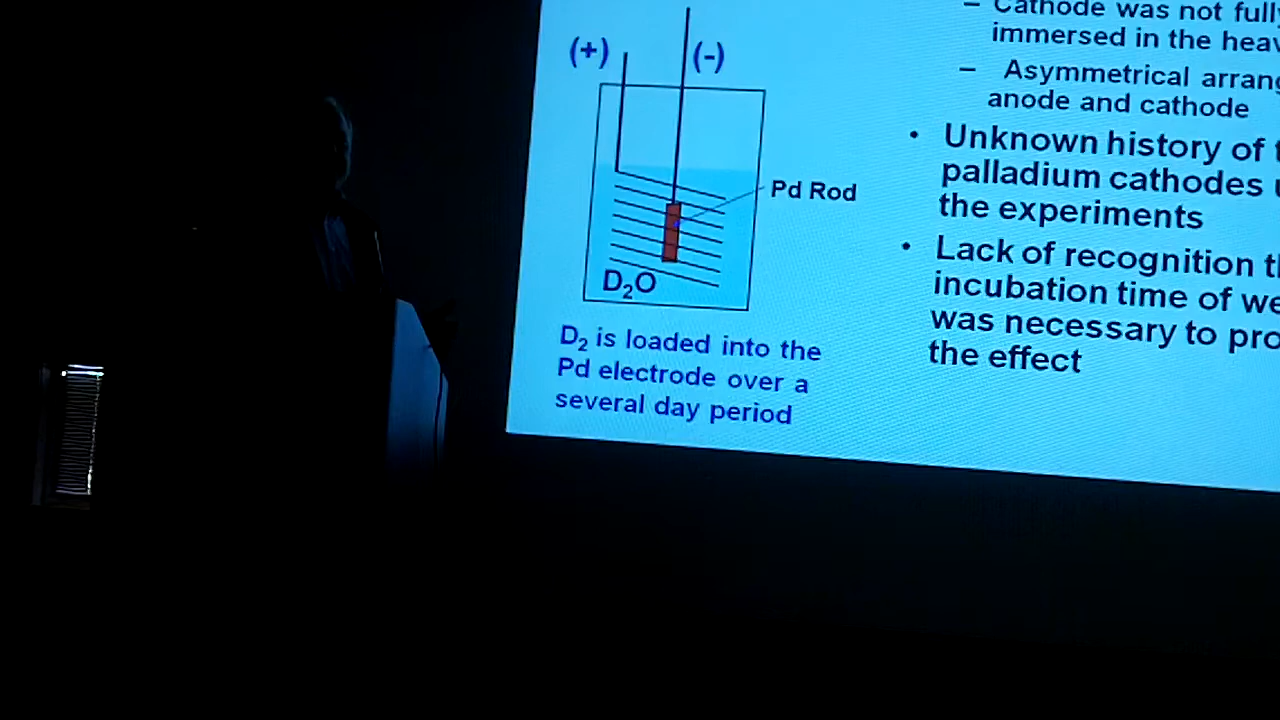 (+)
(-)
Pd Rod
D₂O
D₂ is loaded into the
Pd electrode over a
several day period
– Cathode was not
immersed in the
– Asymmetrical
anode and cathode
• Unknown history of
palladium cathodes
the experiments
• Lack of recognition
incubation time of
was necessary to
the effect